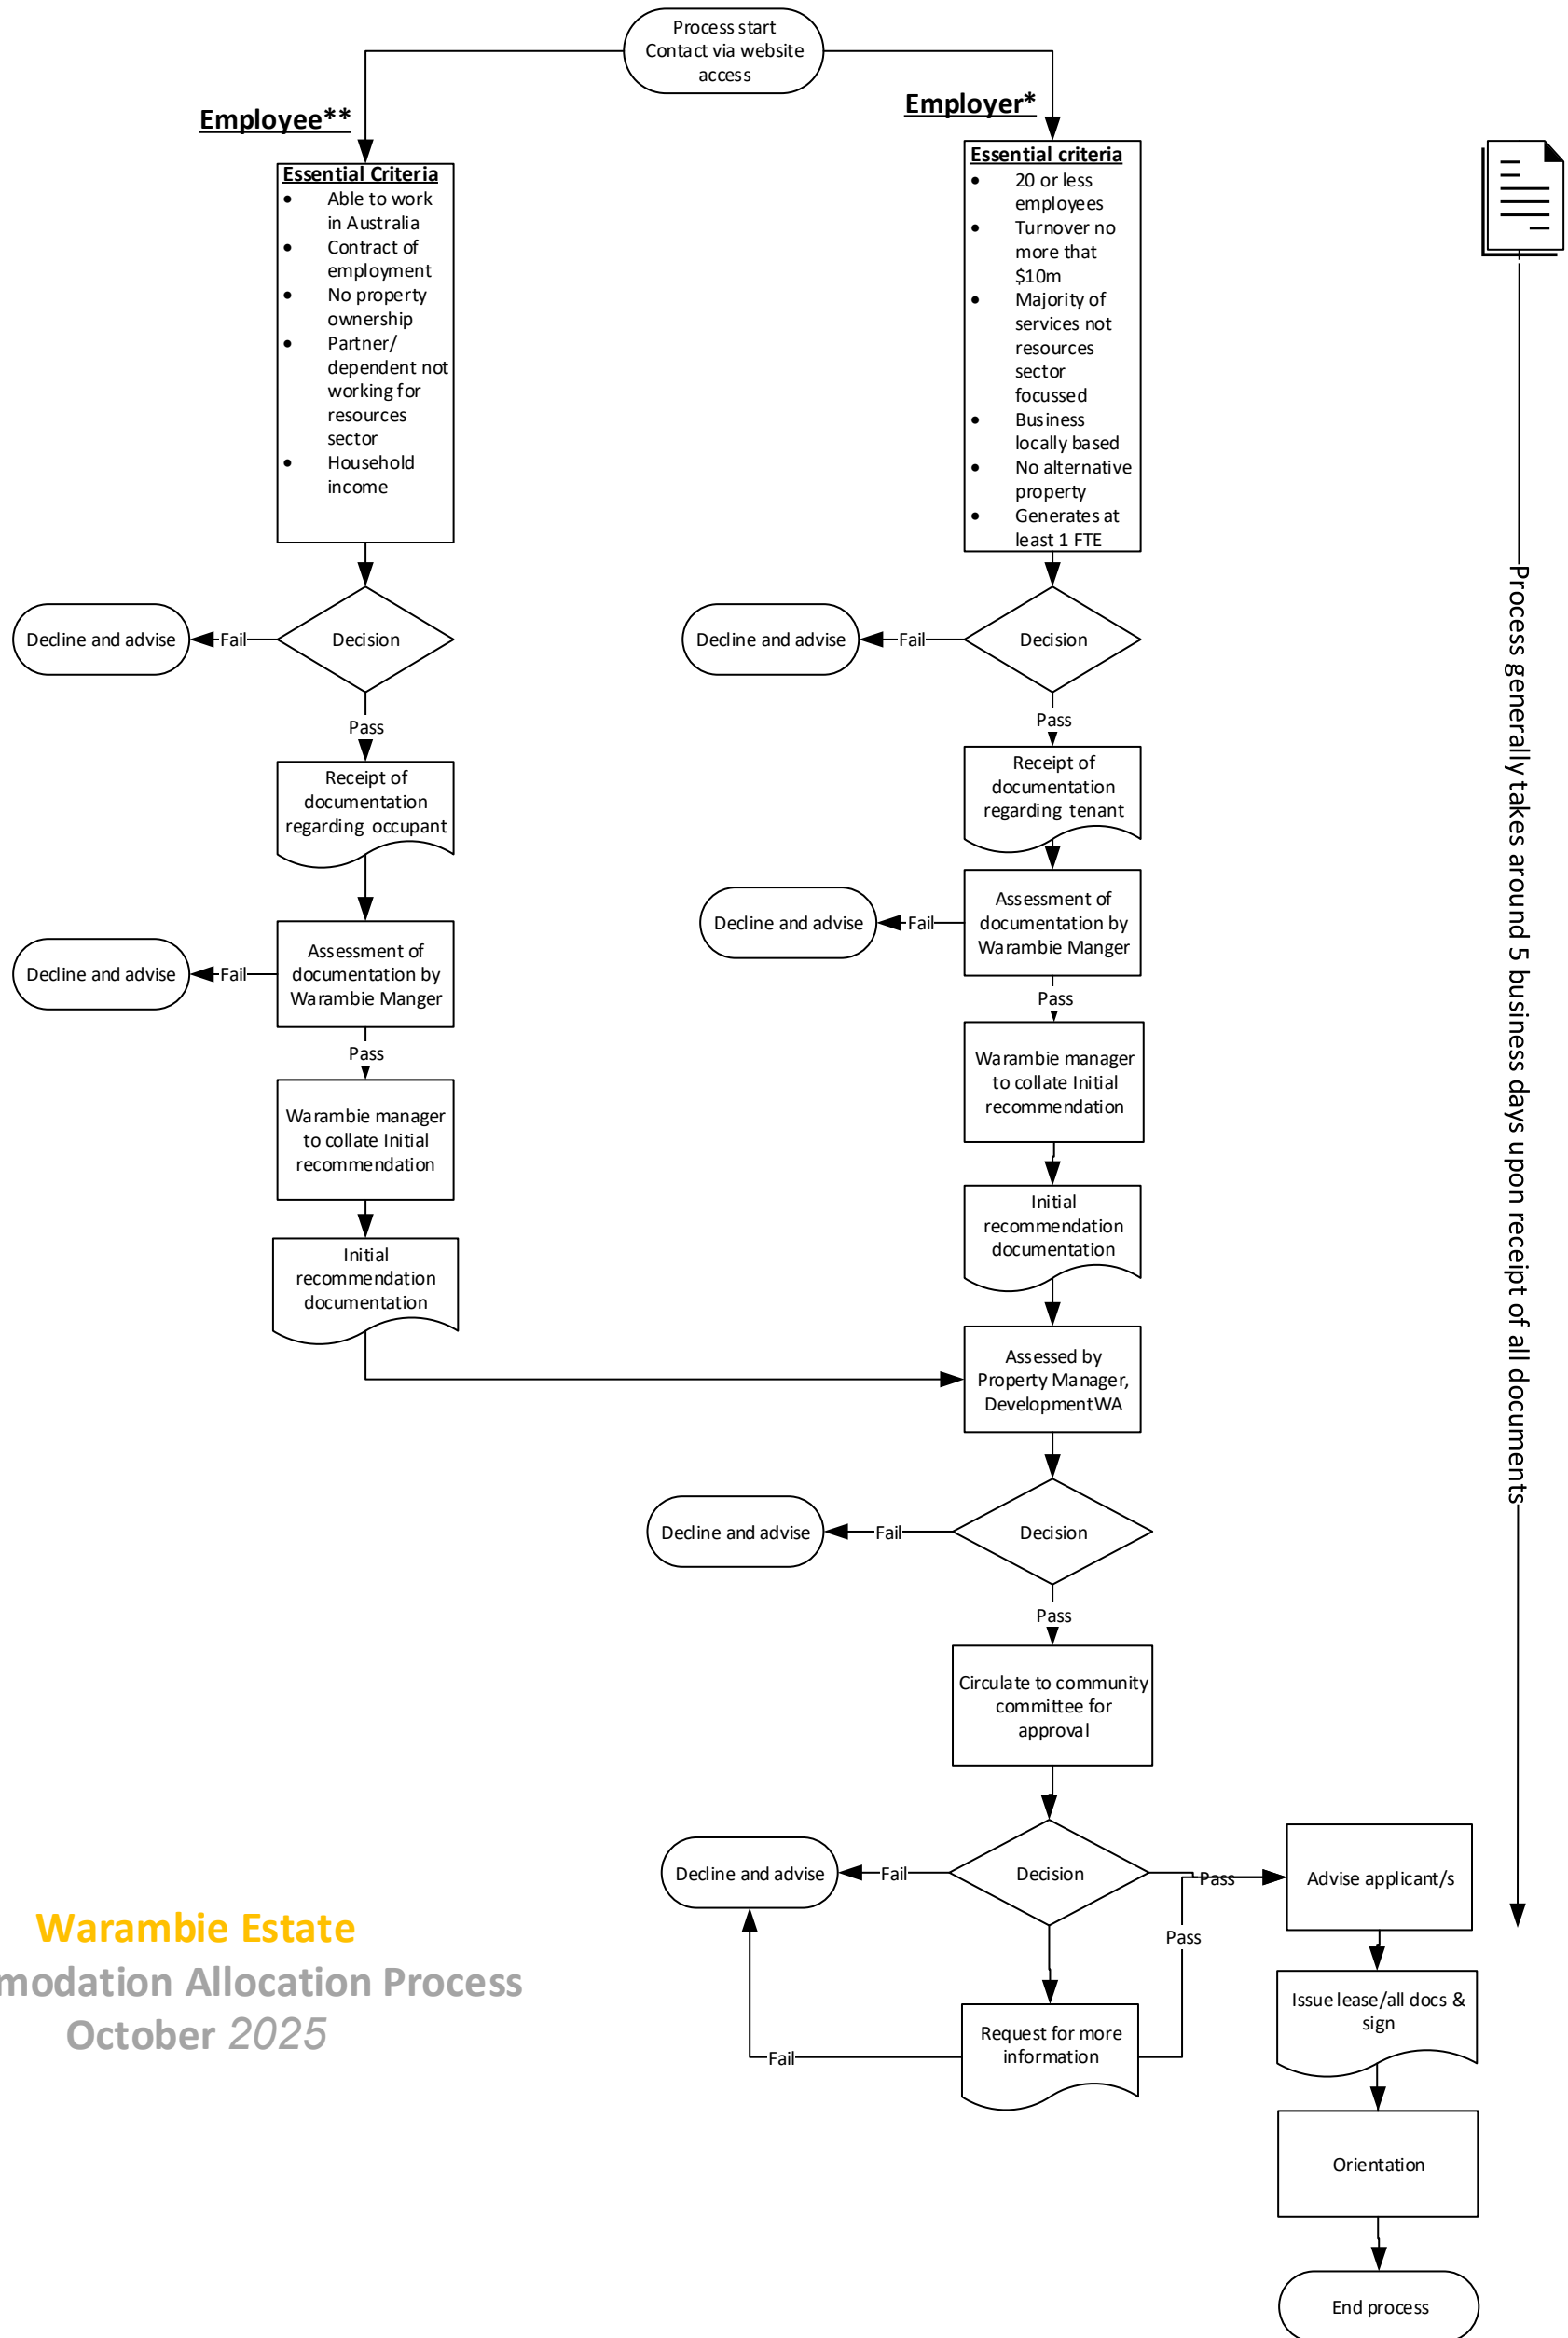 Process start
Contact via website
access
Employee**
Employer*
Essential Criteria
• Able to work
in Australia
• Contract of
employment
• No property
ownership
• Partner/
dependent not
working for
resources
sector
• Household
income
Essential criteria
• 20 or less
employees
• Turnover no
more that
$10m
• Majority of
services not
resources
sector
focussed
• Business
locally based
• No alternative
property
• Generates at
least 1 FTE
Decision
Fail
Decline and advise
Pass
Decision
Fail
Decline and advise
Pass
Receipt of
documentation
regarding occupant
Receipt of
documentation
regarding tenant
Assessment of
documentation by
Warambie Manger
Fail
Decline and advise
Pass
Assessment of
documentation by
Warambie Manger
Fail
Decline and advise
Pass
Warambie manager
to collate Initial
recommendation
Warambie manager
to collate Initial
recommendation
Initial
recommendation
documentation
Initial
recommendation
documentation
Assessed by
Property Manager,
DevelopmentWA
Decision
Fail
Decline and advise
Pass
Circulate to community
committee for
approval
Decision
Fail
Decline and advise
Pass
Advise applicant/s
Pass
Request for more
information
Fail
Issue lease/all docs &
sign
Orientation
End process
Process generally takes around 5 business days upon receipt of all documents
Warambie Estate
modation Allocation Process
October 2025